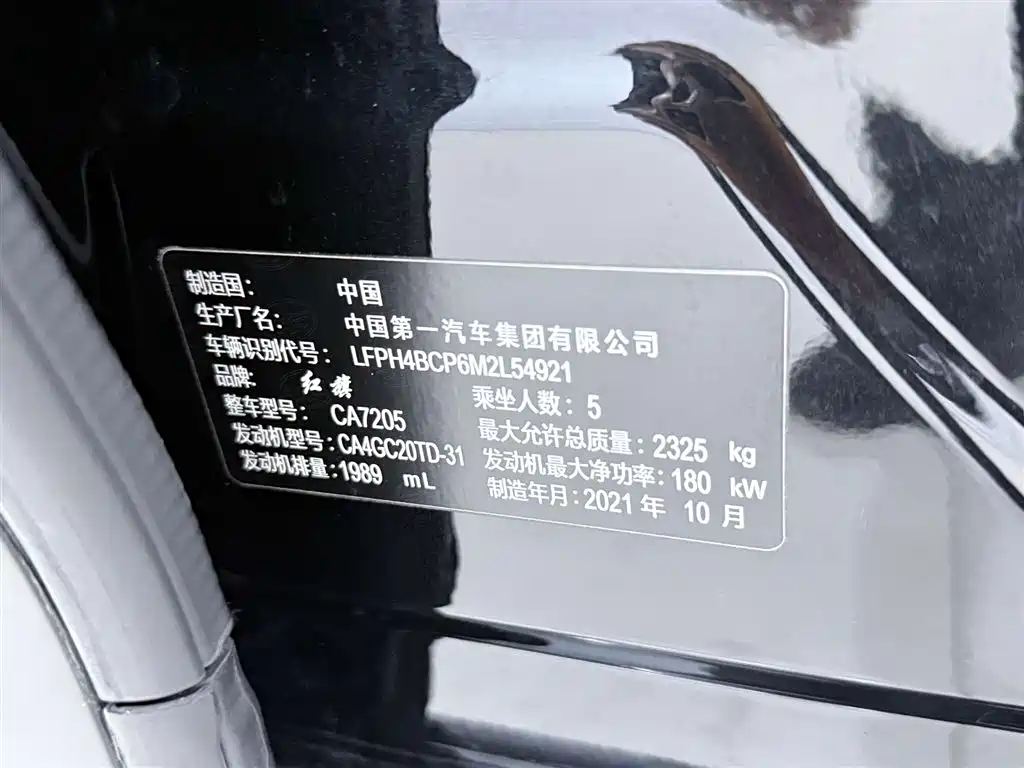 制造国： 中国
生产厂名： 中国第一汽车集团有限公司
车辆识别代号： LFPH4BCP6M2L54921
品牌: 红旗 乘坐人数：5
整车型号： CA7205 最大允许总质量：2325 kg
发动机型号:CA4GC20TD-31 发动机最大净功率：180 kW
发动机排量:1989 mL 制造年月:2021 年 10 月